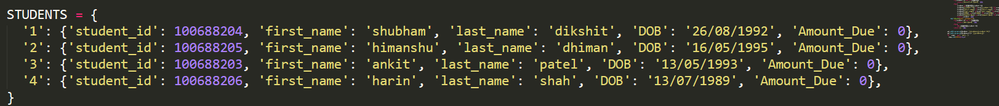 STUDENTS = {
  '1': {'student_id': 100688204, 'first_name': 'shubham', 'last_name': 'dikshit', 'DOB': '26/08/1992', 'Amount_Due': 0},
  '2': {'student_id': 100688205, 'first_name': 'himanshu', 'last_name': 'dhiman', 'DOB': '16/05/1995', 'Amount_Due': 0},
  '3': {'student_id': 100688203, 'first_name': 'ankit', 'last_name': 'patel', 'DOB': '13/05/1993', 'Amount_Due': 0},
  '4': {'student_id': 100688206, 'first_name': 'harin', 'last_name': 'shah', 'DOB': '13/07/1989', 'Amount_Due': 0},
}